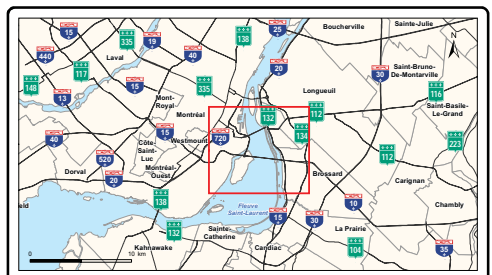 15
335
19
138
25
Boucherville
Sainte-Julie
N
440
Laval
40
20
Saint-Bruno-
De-Montarville
117
30
148
15
335
Longueuil
116
13
Mont-
Royal
Montréal
132
112
Saint-Basile-
Le-Grand
15
134
40
Côte-
Saint-
Luc
Westmount
720
223
520
Montréal-
Ouest
112
Dorval
20
Brossard
Carignan
138
10
Chambly
eld
Fleuve
Saint-Laurent
15
30
132
Sainte-
Catherine
La Prairie
Kahnawake
Candiac
104
35
0
10 km